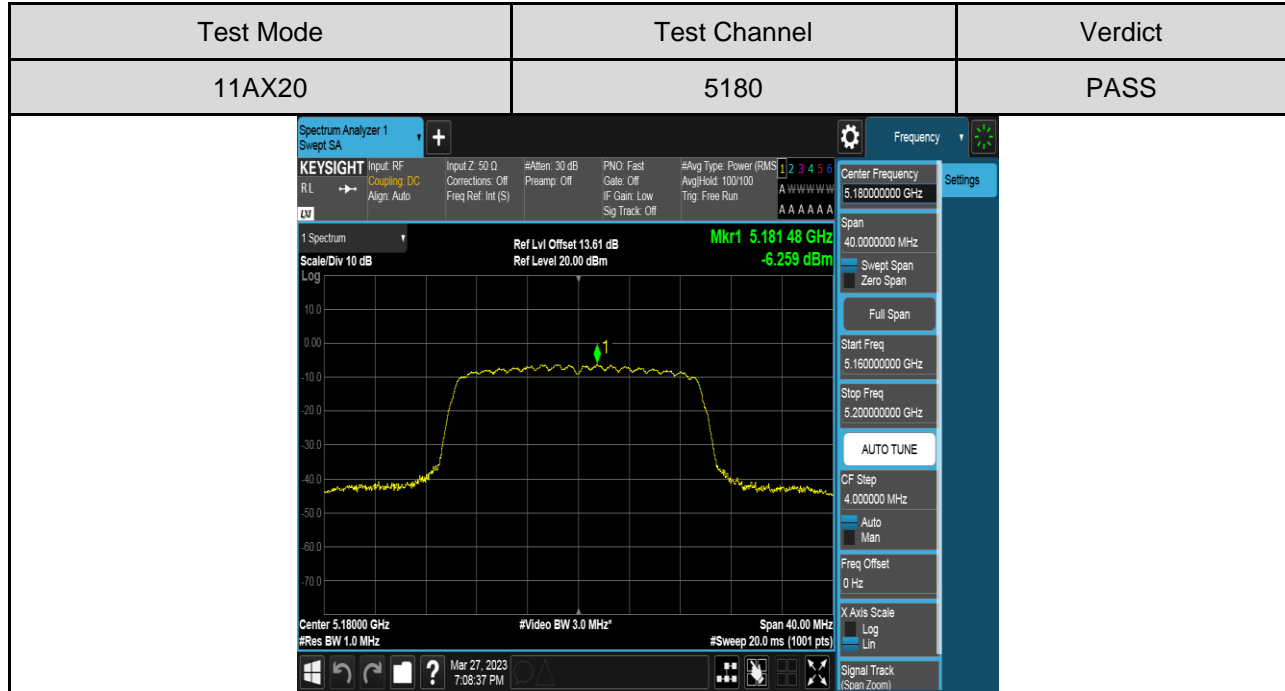 Test Mode Test Channel Verdict
11AX20 5180 PASS
Spectrum Analyzer 1
Swept SA
+
Frequency
KEYSIGHT
RL
LXI
Input: RF
Coupling: DC
Align: Auto
Input Z: 50 Ω
Corrections: Off
Freq Ref: Int (S)
#Atten: 30 dB
Preamp: Off
PNO: Fast
Gate: Off
IF Gain: Low
Sig Track: Off
#Avg Type: Power (RMS
Avg|Hold: 100/100
Trig: Free Run
1 2 3 4 5 6
A W W W W W
A A A A A A
1 Spectrum
Scale/Div 10 dB
Ref Lvl Offset 13.61 dB
Ref Level 20.00 dBm
Mkr1 5.181 48 GHz
-6.259 dBm
Log
10.0
0.00
-10.0
-20.0
-30.0
-40.0
-50.0
-60.0
-70.0
1
Center 5.18000 GHz
#Res BW 1.0 MHz
#Video BW 3.0 MHz*
Span 40.00 MHz
#Sweep 20.0 ms (1001 pts)
?
Mar 27, 2023
7:08:37 PM
Settings
Center Frequency
5.180000000 GHz
Span
40.0000000 MHz
Swept Span
Zero Span
Full Span
Start Freq
5.160000000 GHz
Stop Freq
5.200000000 GHz
AUTO TUNE
CF Step
4.000000 MHz
Auto
Man
Freq Offset
0 Hz
X Axis Scale
Log
Lin
Signal Track
(Span Zoom)